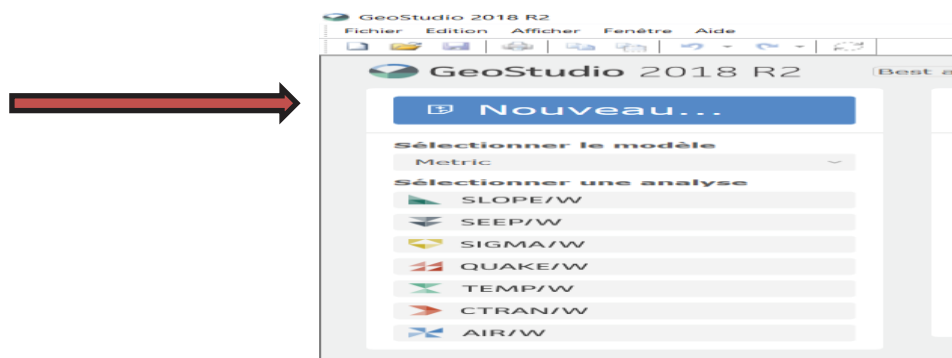 GeoStudio 2018 R2
Fichier Edition Afficher Fenêtre Aide
GeoStudio 2018 R2 Best a
Nouveau...
Sélectionner le modèle
Metric
Sélectionner une analyse
SLOPE/W
SEEP/W
SIGMA/W
QUAKE/W
TEMP/W
CTRAN/W
AIR/W